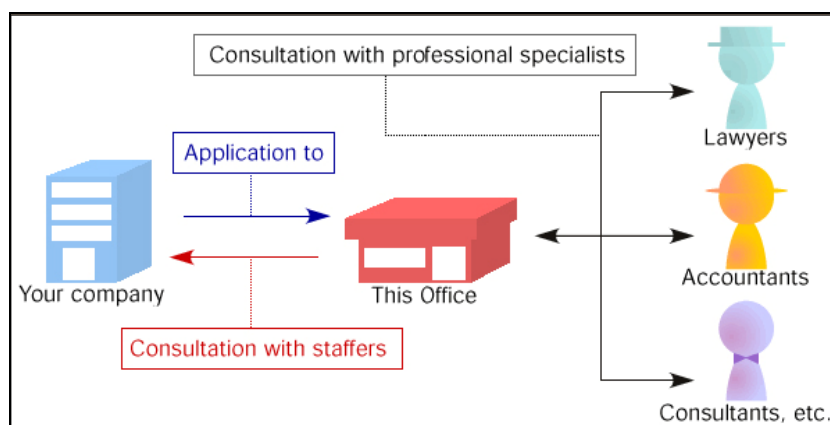 Consultation with professional specialists
Lawyers
Application to
Your company
This Office
Accountants
Consultation with staffers
Consultants, etc.